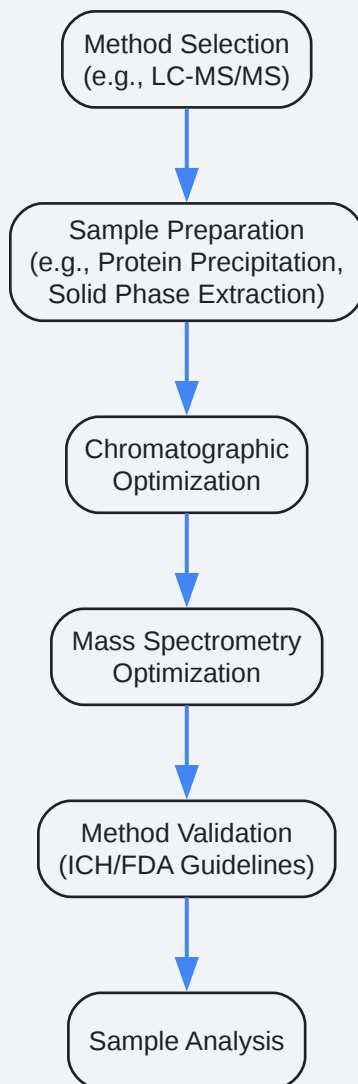 Method Selection
(e.g., LC-MS/MS)
Sample Preparation
(e.g., Protein Precipitation,
Solid Phase Extraction)
Chromatographic
Optimization
Mass Spectrometry
Optimization
Method Validation
(ICH/FDA Guidelines)
Sample Analysis